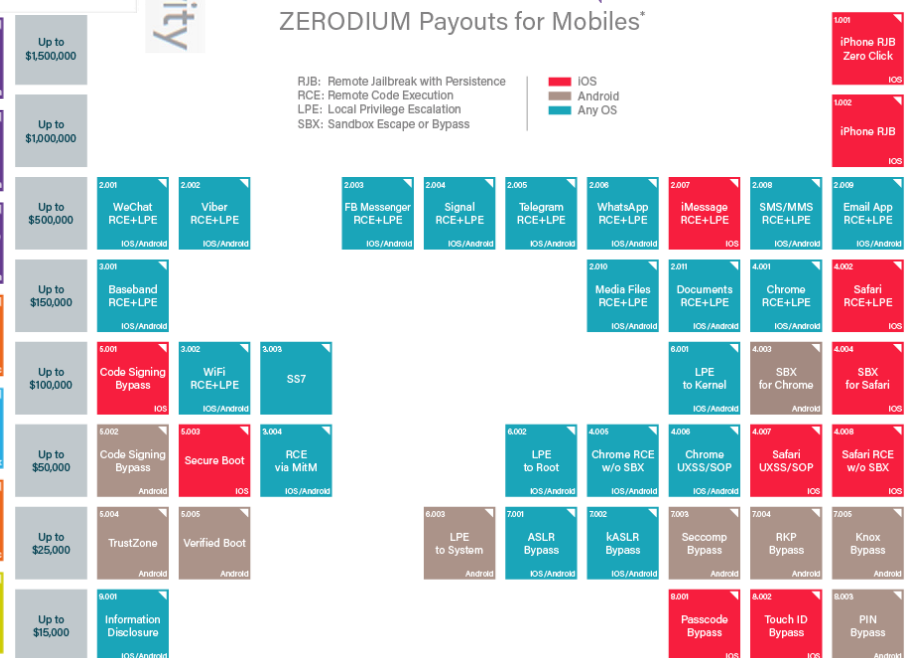 ity
ZERODIUM Payouts for Mobiles*
RJB: Remote Jailbreak with Persistence
RCE: Remote Code Execution
LPE: Local Privilege Escalation
SBX: Sandbox Escape or Bypass
iOS
Android
Any OS
Up to
$1,500,000
1.001
iPhone RJB
Zero Click
iOS
Up to
$1,000,000
1.002
iPhone RJB
iOS
Up to
$500,000
2.001
WeChat
RCE+LPE
iOS/Android
2.002
Viber
RCE+LPE
iOS/Android
2.003
FB Messenger
RCE+LPE
iOS/Android
2.004
Signal
RCE+LPE
iOS/Android
2.005
Telegram
RCE+LPE
iOS/Android
2.006
WhatsApp
RCE+LPE
iOS/Android
2.007
iMessage
RCE+LPE
iOS
2.008
SMS/MMS
RCE+LPE
iOS/Android
2.009
Email App
RCE+LPE
iOS/Android
Up to
$150,000
3.001
Baseband
RCE+LPE
iOS/Android
2.010
Media Files
RCE+LPE
iOS/Android
2.011
Documents
RCE+LPE
iOS/Android
4.001
Chrome
RCE+LPE
iOS/Android
4.002
Safari
RCE+LPE
iOS
Up to
$100,000
5.001
Code Signing
Bypass
iOS
3.002
WiFi
RCE+LPE
iOS/Android
3.003
SS7
6.001
LPE
to Kernel
iOS/Android
4.003
SBX
for Chrome
Android
4.004
SBX
for Safari
iOS
Up to
$50,000
5.002
Code Signing
Bypass
Android
5.003
Secure Boot
iOS
3.004
RCE
via MitM
iOS/Android
6.002
LPE
to Root
iOS/Android
4.005
Chrome RCE
w/o SBX
iOS/Android
4.006
Chrome
UXSS/SOP
iOS/Android
4.007
Safari
UXSS/SOP
iOS
4.008
Safari RCE
w/o SBX
iOS
Up to
$25,000
5.004
TrustZone
Android
5.005
Verified Boot
Android
6.003
LPE
to System
Android
7.001
ASLR
Bypass
iOS/Android
7.002
kASLR
Bypass
iOS/Android
7.003
Seccomp
Bypass
Android
7.004
RKP
Bypass
Android
7.005
Knox
Bypass
Android
Up to
$15,000
9.001
Information
Disclosure
iOS/Android
8.001
Passcode
Bypass
iOS
8.002
Touch ID
Bypass
iOS
8.003
PIN
Bypass
Android